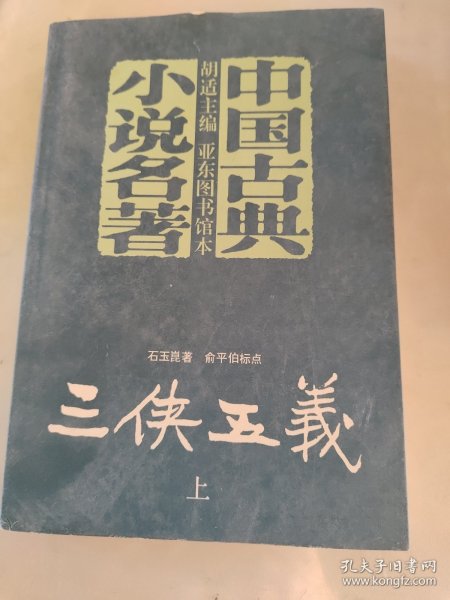 中国古典
胡适主编 亚东图书馆本
小说名著
石玉崑著 俞平伯标点
三侠五義
上
孔夫子旧书网
www.kongfz.com